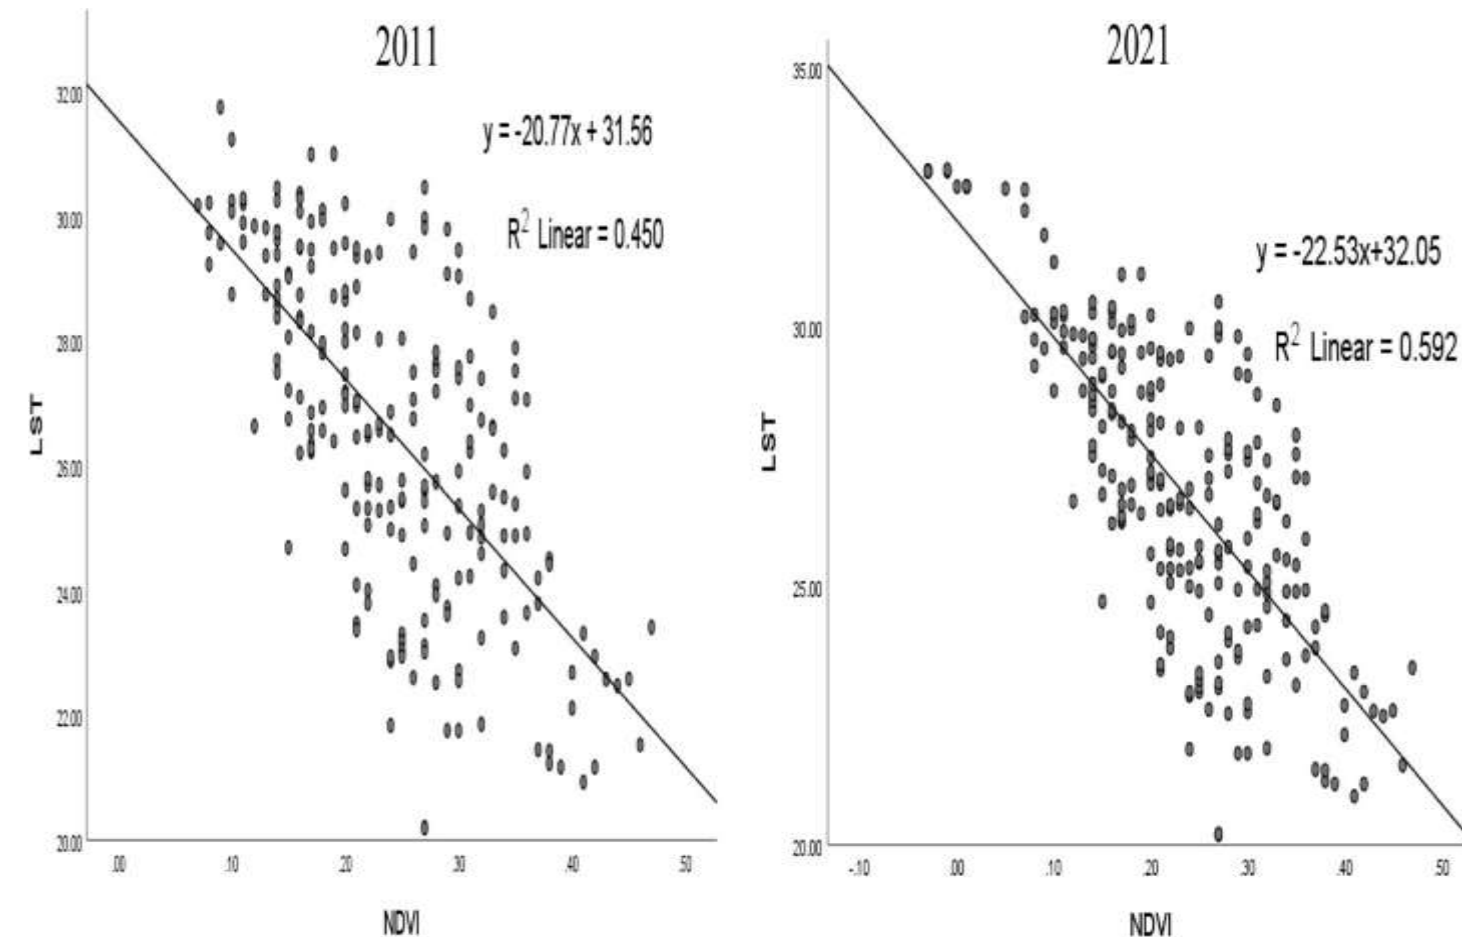 2011
y = -20.77x + 31.56
R² Linear = 0.450
32.00
30.00
28.00
26.00
24.00
22.00
20.00
LST
.00 .10 .20 .30 .40 .50
NDVI
2021
y = -22.53x+32.05
R² Linear = 0.592
35.00
30.00
25.00
20.00
LST
-.10 .00 .10 .20 .30 .40 .50
NDVI